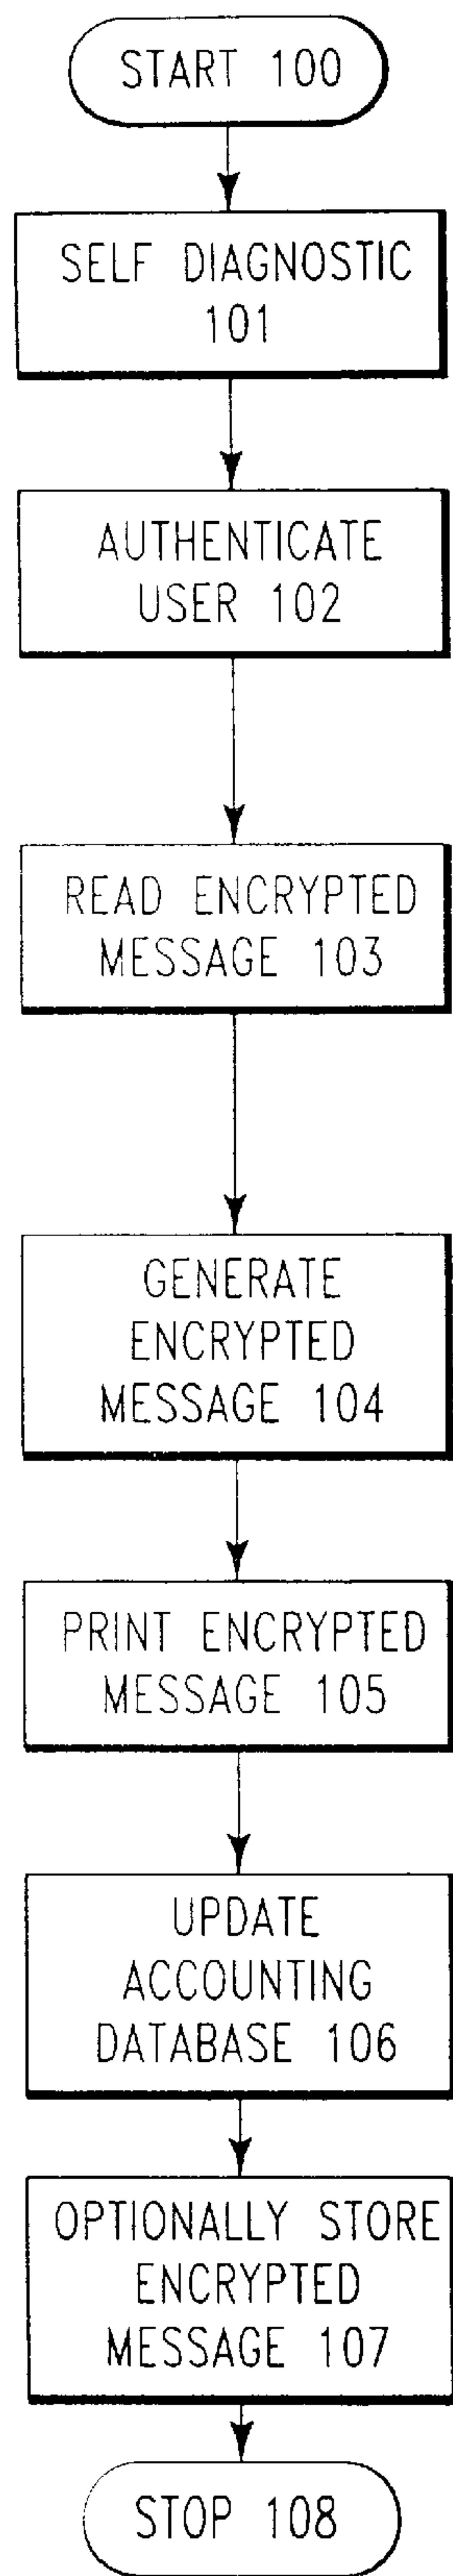 START 100
SELF DIAGNOSTIC
101
AUTHENTICATE
USER 102
READ ENCRYPTED
MESSAGE 103
GENERATE
ENCRYPTED
MESSAGE 104
PRINT ENCRYPTED
MESSAGE 105
UPDATE
ACCOUNTING
DATABASE 106
OPTIONALLY STORE
ENCRYPTED
MESSAGE 107
STOP 108